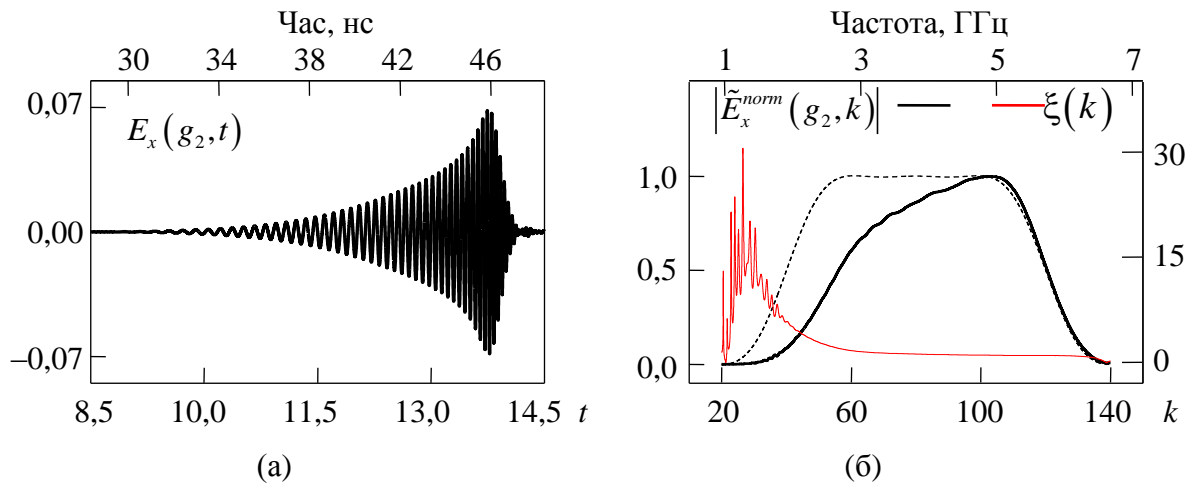 Час, нс
30 34 38 42 46
0,07
E_x(g_2,t)
0,00
–0,07
8,5 10,0 11,5 13,0 14,5 t
(а)
Частота, ГГц
1 3 5 7
|Ẽ_x^{norm}(g_2,k)| ξ(k)
1,0
0,5
0,0
30
15
0
20 60 100 140 k
(б)